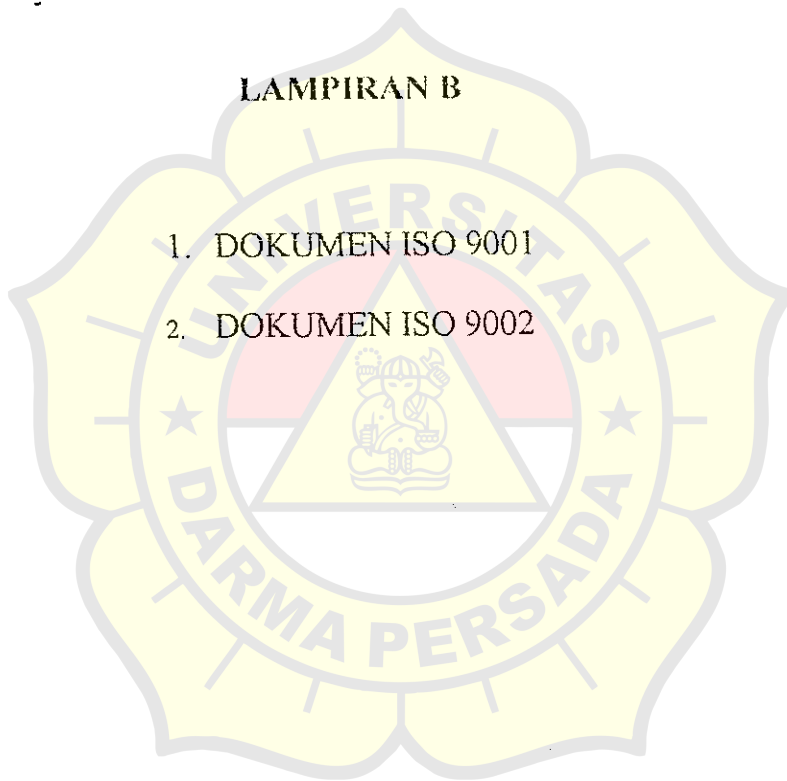 LAMPIRAN B
1. DOKUMEN ISO 9001
2. DOKUMEN ISO 9002
UNIVERSITAS
DARMA PERSADA